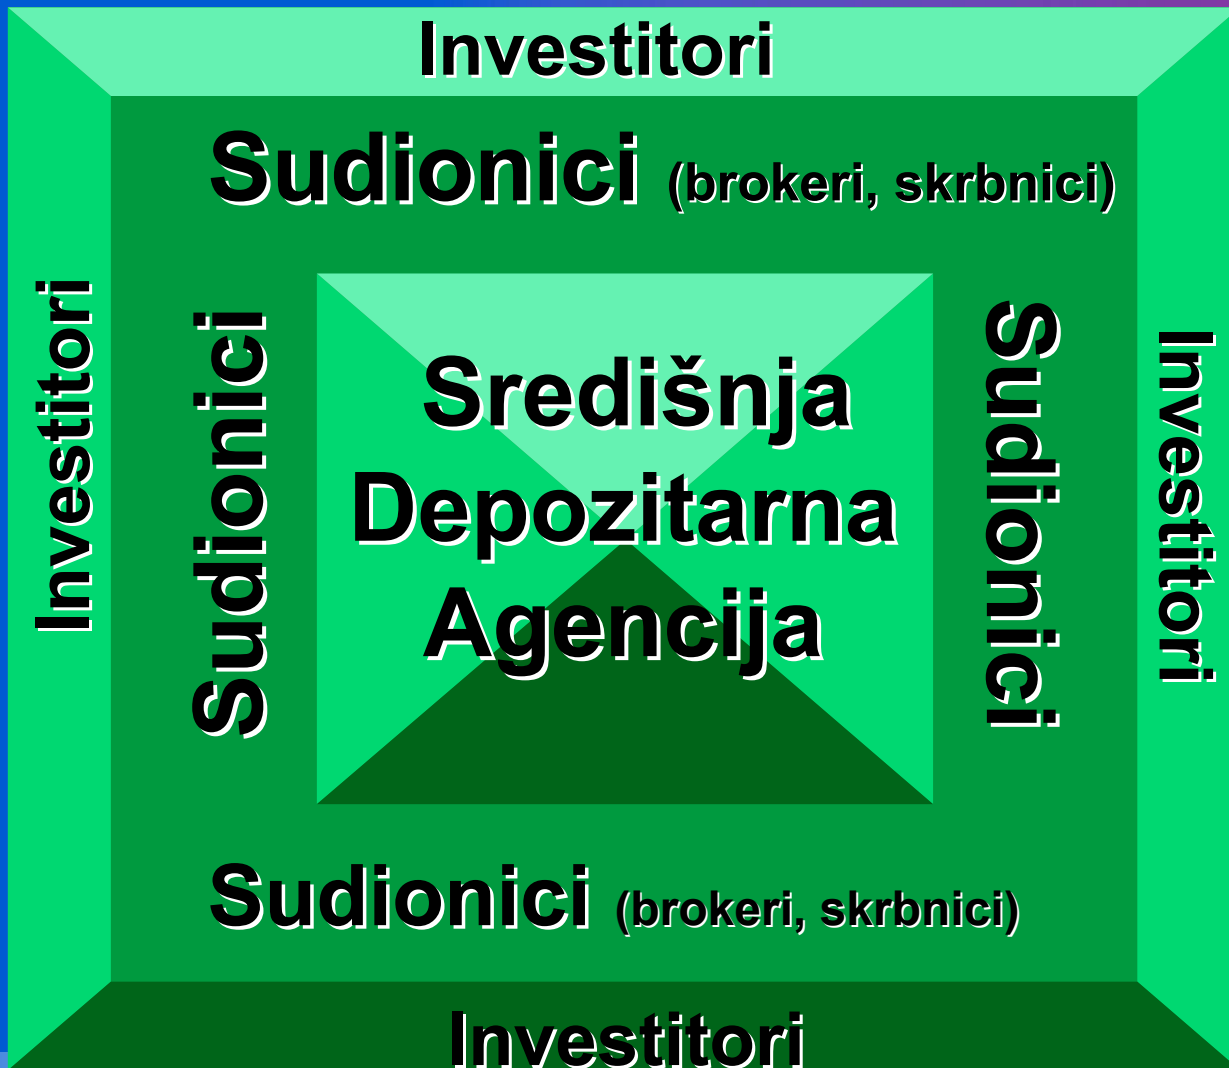 Investitori
Sudionici (brokeri, skrbnici)
Investitori
Sudionici
Središnja
Depozitarna
Agencija
Sudionici
Investitori
Sudionici (brokeri, skrbnici)
Investitori